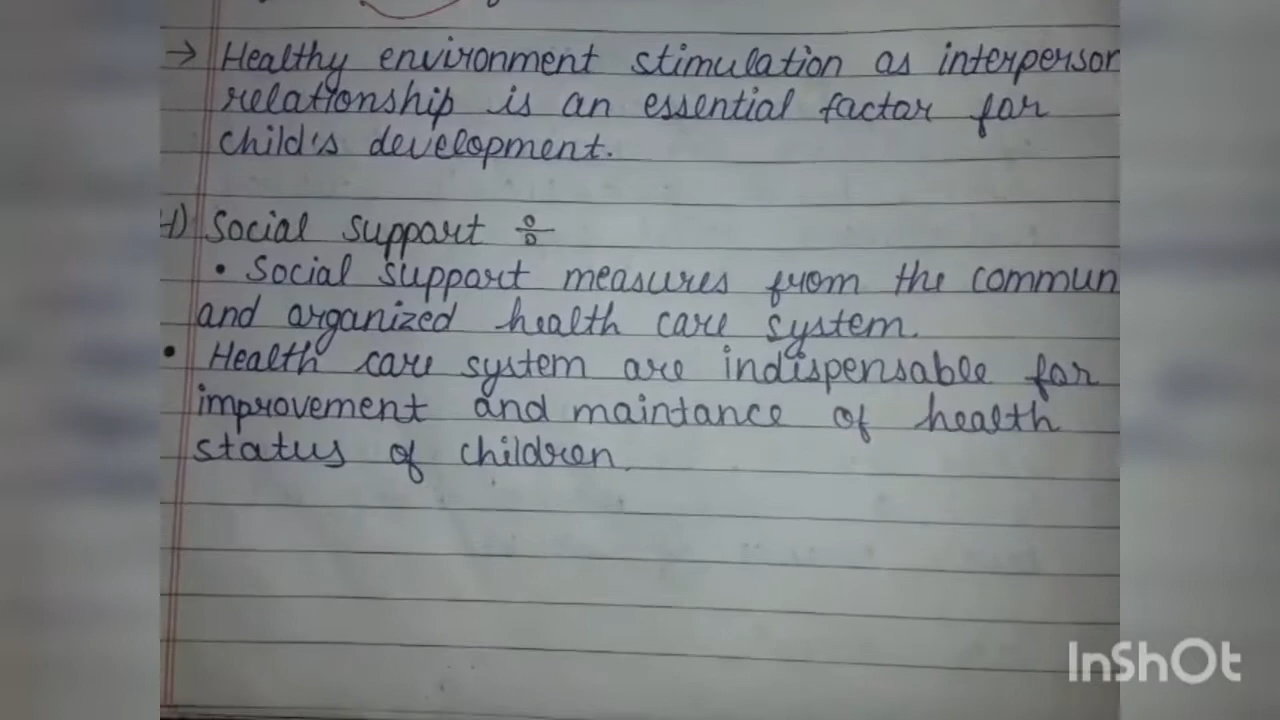 → Healthy environment stimulation as interperson
relationship is an essential factor for
child's development.
Social support ÷
• Social support measures from the commun
and organized health care system.
• Health care system are indispensable for
improvement and maintance of health
status of children.
InShOt